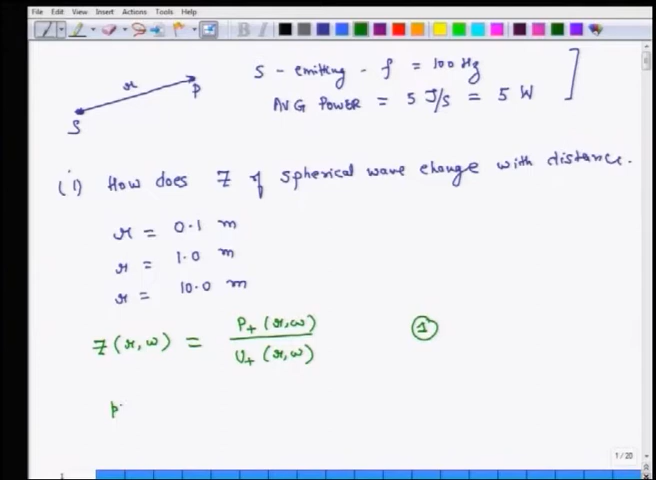 File Edit View Insert Actions Tools Help
S - emitting - f = 100 Hz
r
P
AVG POWER = 5 J/S = 5 W
S
(1) How does Z of spherical wave change with distance.
r = 0.1 m
r = 1.0 m
r = 10.0 m
Z(r,ω) = P+(r,ω) / U+(r,ω) ①
p
1/20
1